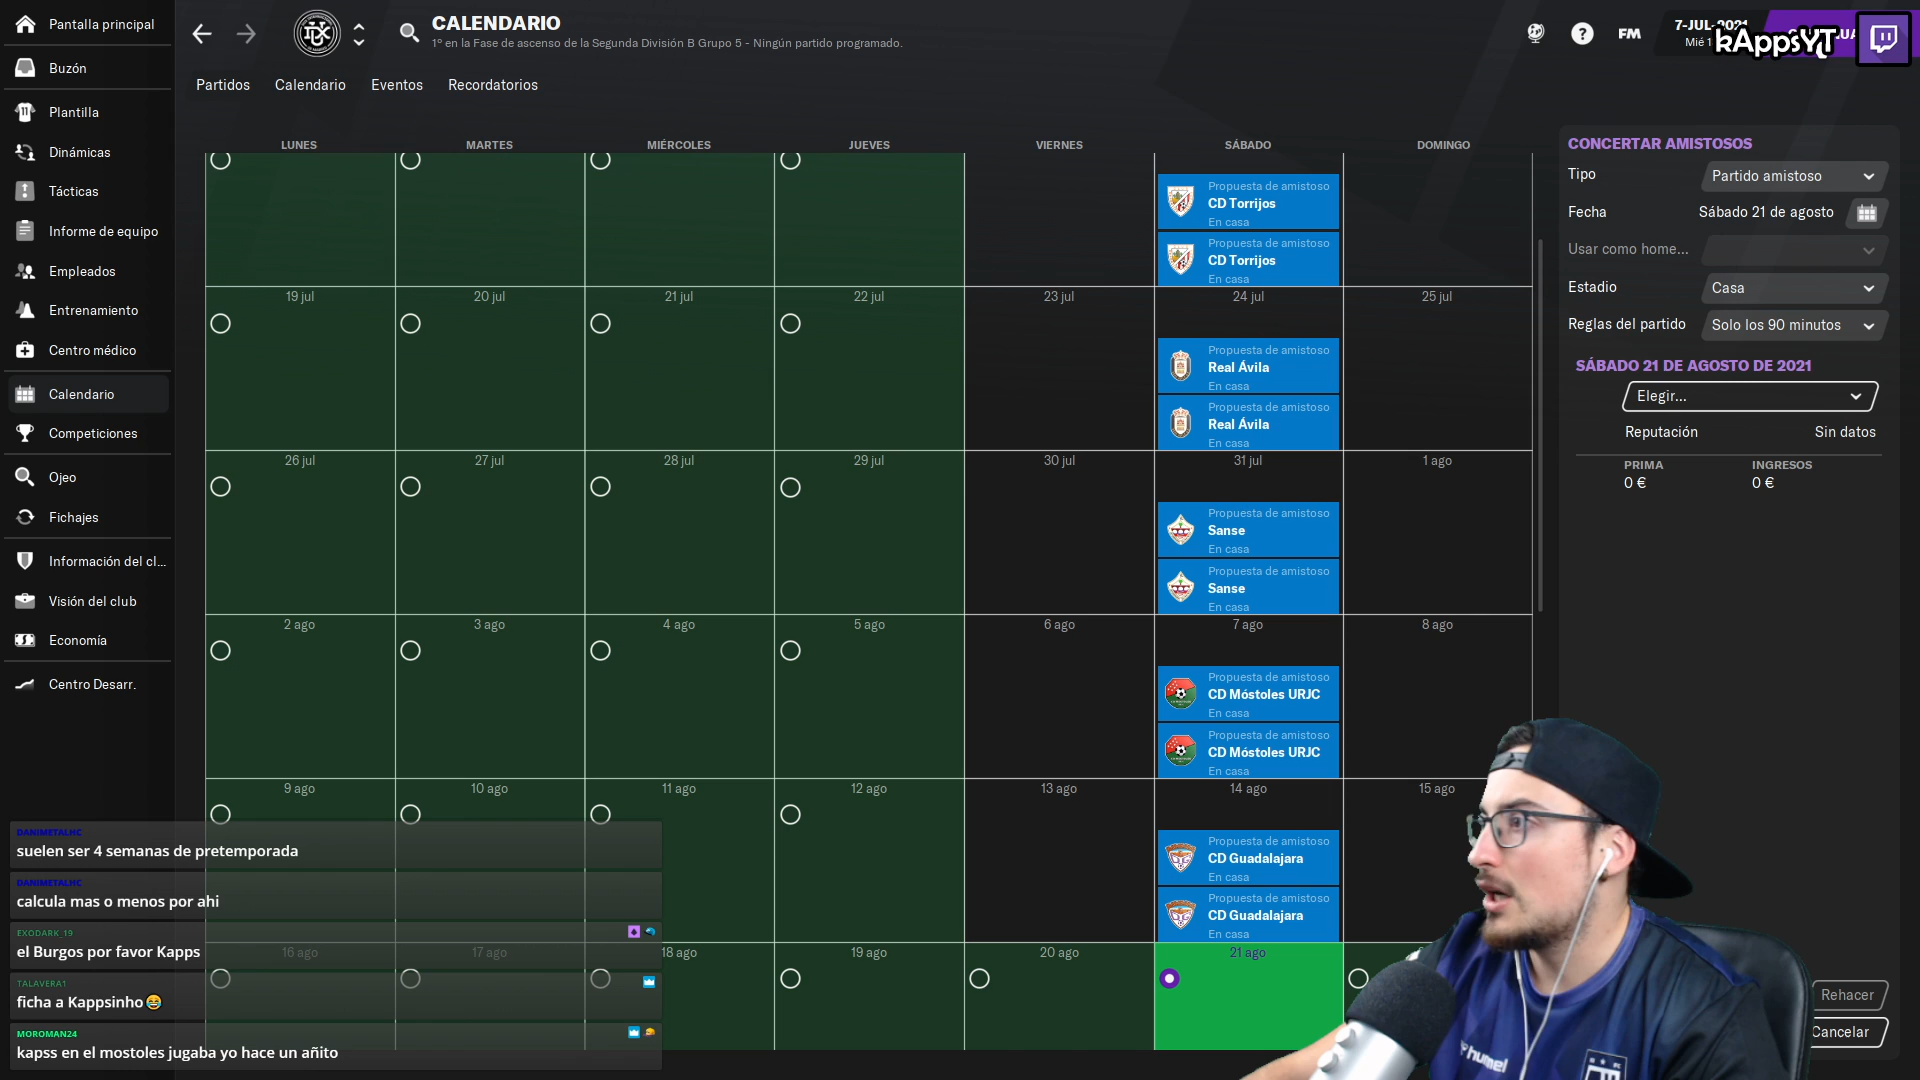 Pantalla principal
Buzón
Plantilla
Dinámicas
Tácticas
Informe de equipo
Empleados
Entrenamiento
Centro médico
Calendario
Competiciones
Ojeo
Fichajes
Información del cl...
Visión del club
Economía
Centro Desarr.
CALENDARIO
1º en la Fase de ascenso de la Segunda División B Grupo 5 - Ningún partido programado.
FM
7-JUL-2021
Mié
kAppsYT
Partidos Calendario Eventos Recordatorios
LUNES MARTES MIÉRCOLES JUEVES VIERNES SÁBADO DOMINGO
Propuesta de amistoso
CD Torrijos
En casa
Propuesta de amistoso
CD Torrijos
En casa
19 jul 20 jul 21 jul 22 jul 23 jul 24 jul 25 jul
Propuesta de amistoso
Real Ávila
En casa
Propuesta de amistoso
Real Ávila
En casa
26 jul 27 jul 28 jul 29 jul 30 jul 31 jul 1 ago
Propuesta de amistoso
Sanse
En casa
Propuesta de amistoso
Sanse
En casa
2 ago 3 ago 4 ago 5 ago 6 ago 7 ago 8 ago
Propuesta de amistoso
CD Móstoles URJC
En casa
Propuesta de amistoso
CD Móstoles URJC
En casa
9 ago 10 ago 11 ago 12 ago 13 ago 14 ago 15 ago
Propuesta de amistoso
CD Guadalajara
En casa
Propuesta de amistoso
CD Guadalajara
En casa
16 ago 17 ago 18 ago 19 ago 20 ago 21 ago
CONCERTAR AMISTOSOS
Tipo Partido amistoso
Fecha Sábado 21 de agosto
Usar como home...
Estadio Casa
Reglas del partido Solo los 90 minutos
SÁBADO 21 DE AGOSTO DE 2021
Elegir...
Reputación Sin datos
PRIMA INGRESOS
0 € 0 €
Rehacer
Cancelar
DANIMETALHC
suelen ser 4 semanas de pretemporada
DANIMETALHC
calcula mas o menos por ahi
EXODARK_19
el Burgos por favor Kapps
TALAVERA1
ficha a Kappsinho😂
MOROMAN24
kapss en el mostoles jugaba yo hace un añito
hummel